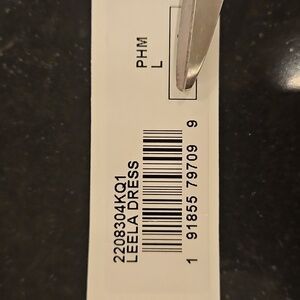 PHM
L
2208304KQ1
LEELA DRESS
1 91855 79709 9